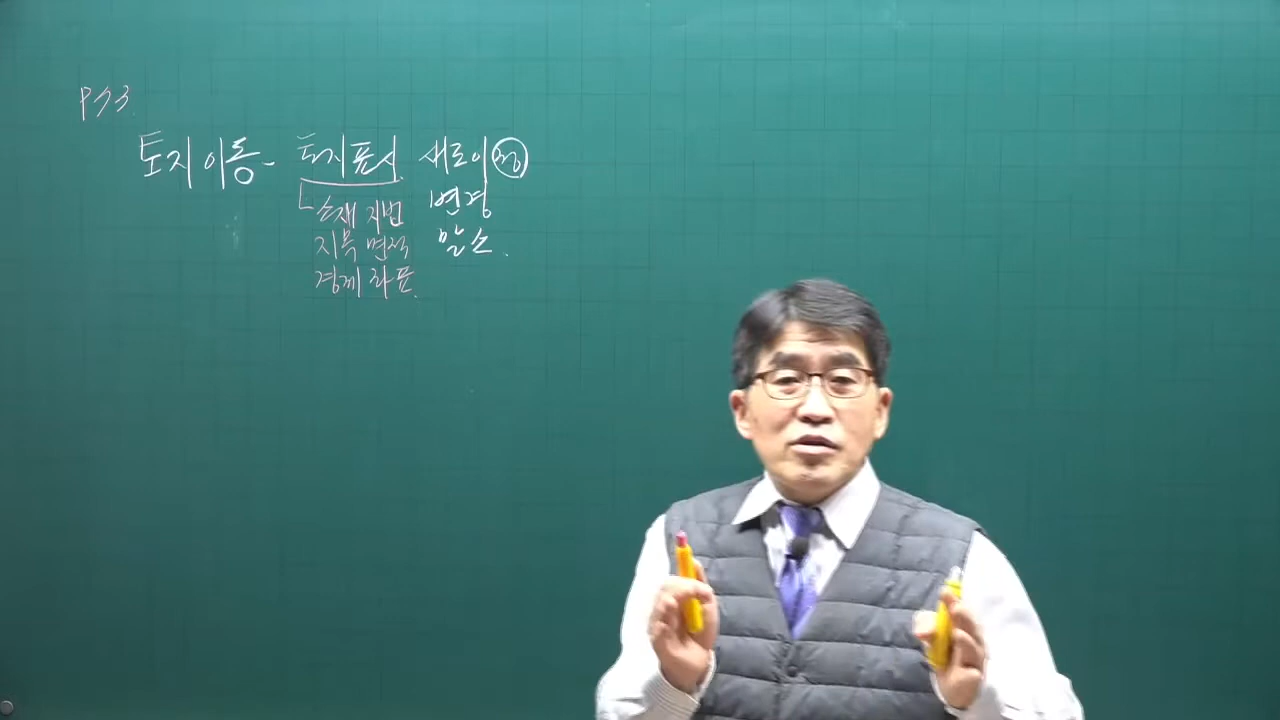 P73.
토지이동 - 토지표시 새로이 정
소재 지번 변경
지목 면적 말소.
경계 좌표.